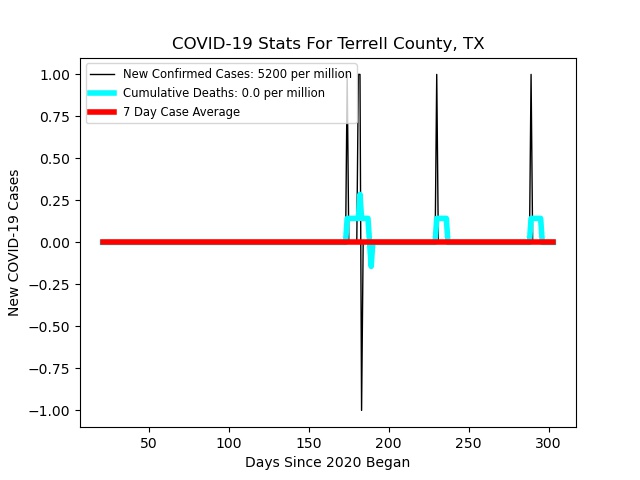 COVID-19 Stats For Terrell County, TX
New Confirmed Cases: 5200 per million
Cumulative Deaths: 0.0 per million
7 Day Case Average
1.00
0.75
0.50
0.25
0.00
−0.25
−0.50
−0.75
−1.00
New COVID-19 Cases
50 100 150 200 250 300
Days Since 2020 Began